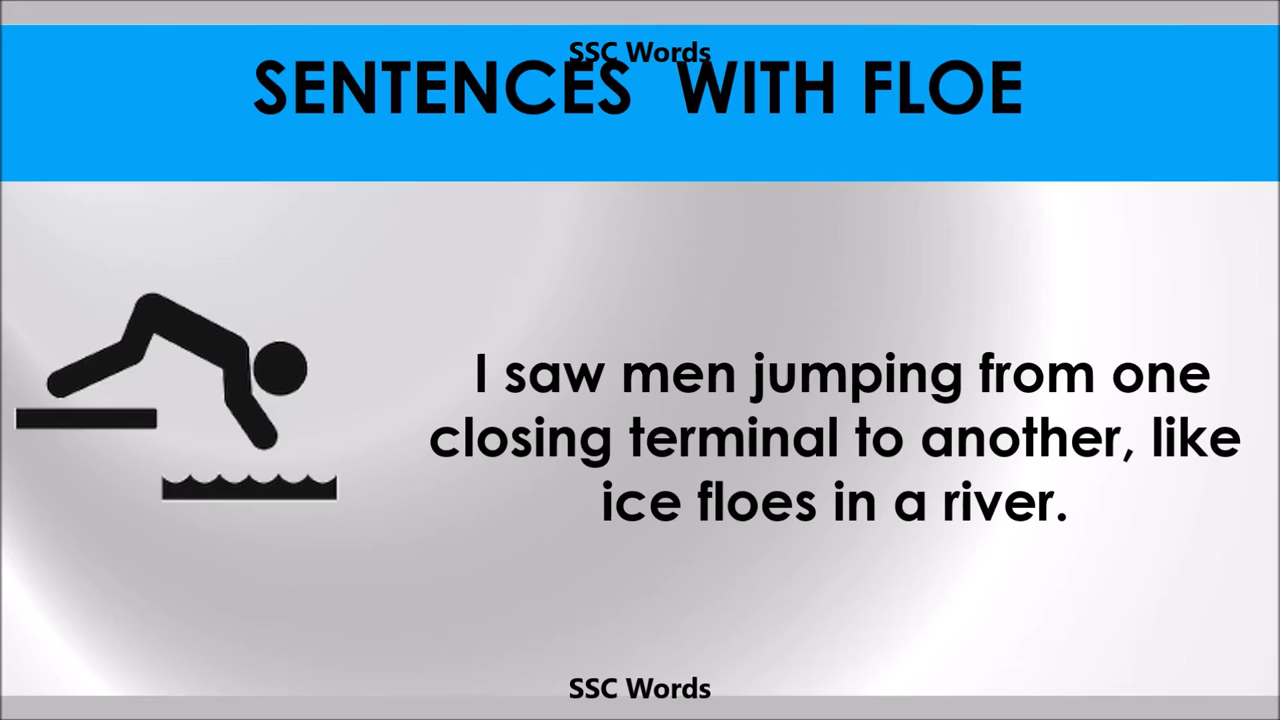 SSC Words
SENTENCES WITH FLOE
I saw men jumping from one
closing terminal to another, like
ice floes in a river.
SSC Words